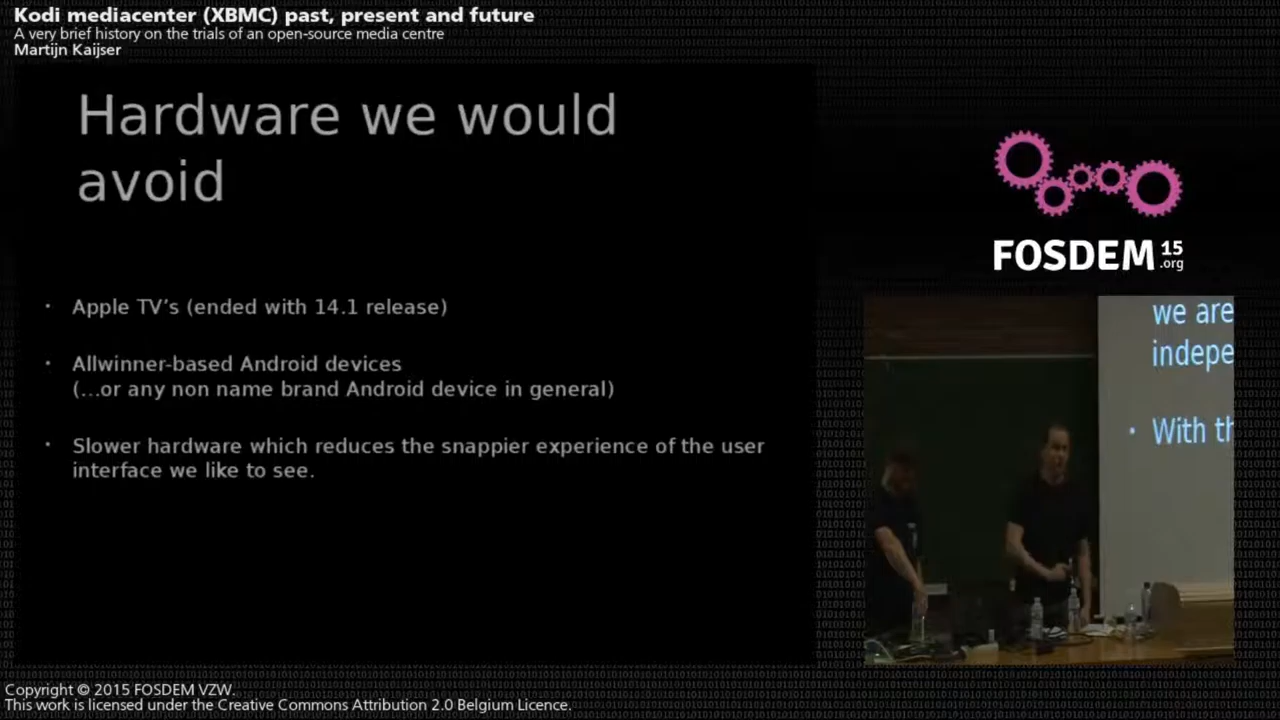 Kodi mediacenter (XBMC) past, present and future
A very brief history on the trials of an open-source media centre
Martijn Kaijser
Hardware we would
avoid
• Apple TV's (ended with 14.1 release)
• Allwinner-based Android devices
(...or any non name brand Android device in general)
• Slower hardware which reduces the snappier experience of the user
interface we like to see.
FOSDEM 15
.org
we are
indepe
• With th
Copyright © 2015 FOSDEM VZW.
This work is licensed under the Creative Commons Attribution 2.0 Belgium Licence.